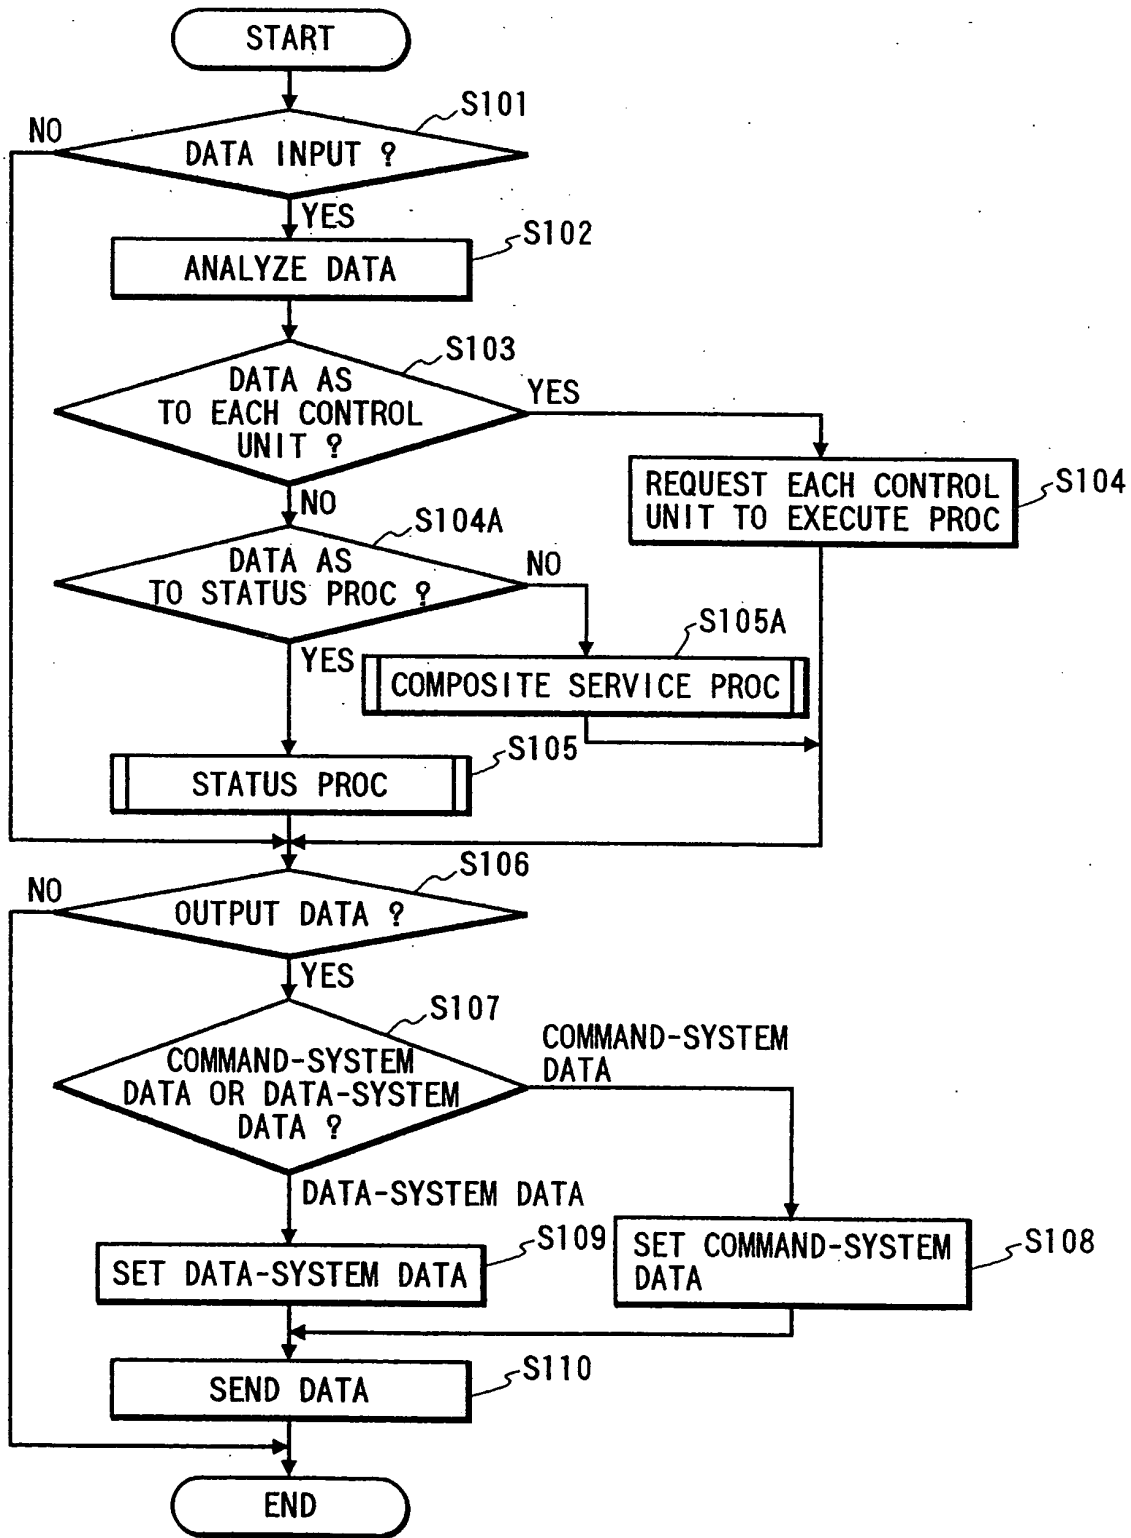 START
S101
NO
DATA INPUT ?
YES
S102
ANALYZE DATA
S103
DATA AS
TO EACH CONTROL
UNIT ?
YES
REQUEST EACH CONTROL
UNIT TO EXECUTE PROC
S104
NO
S104A
DATA AS
TO STATUS PROC ?
NO
S105A
YES
COMPOSITE SERVICE PROC
S105
STATUS PROC
S106
NO
OUTPUT DATA ?
YES
S107
COMMAND-SYSTEM
DATA OR DATA-SYSTEM
DATA ?
COMMAND-SYSTEM
DATA
DATA-SYSTEM DATA
S109
SET DATA-SYSTEM DATA
SET COMMAND-SYSTEM
DATA
S108
S110
SEND DATA
END